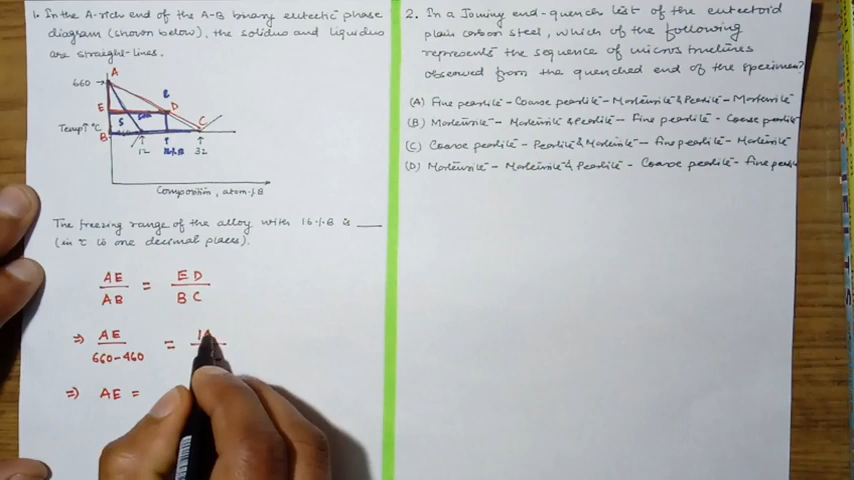 1. In the A-rich end of the A-B binary eutectic phase
diagram (shown below), the solidus and liquidus
are straight-lines.
A
660
E
D
S
Temp, °C
B
C
12
32
Composition, atom % B
The freezing range of the alloy with 16 % B is ____
(in °C to one decimal places).
AE / AB = ED / BC
⇒ AE / 660-460 =
⇒ AE =
2. In a Jominy end-quench test of the eutectoid
plain carbon steel, which of the following
represents the sequence of microstructures
observed from the quenched end of the specimen?
(A) Fine pearlite - Coarse pearlite - Martensite & Pearlite - Martensite
(B) Martensite - Martensite & Pearlite - Fine pearlite - Coarse pearlite
(C) Coarse pearlite - Pearlite & Martensite - fine pearlite - Martensite
(D) Martensite - Martensite & Pearlite - Coarse pearlite - fine